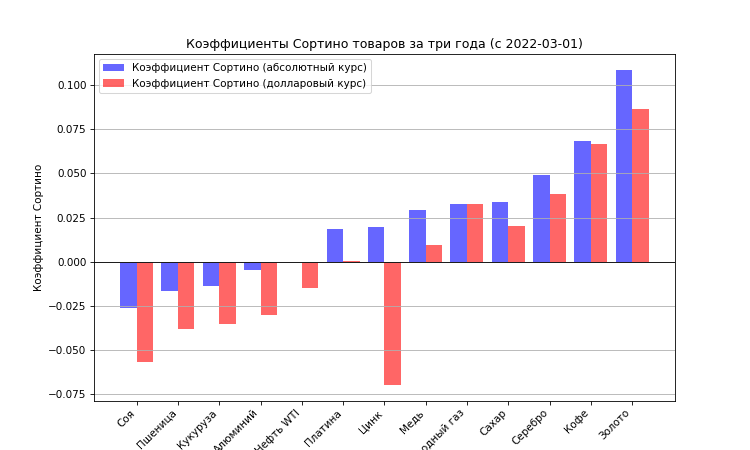 Коэффициенты Сортино товаров за три года (с 2022-03-01)
Коэффициент Сортино (абсолютный курс)
Коэффициент Сортино (долларовый курс)
Коэффициент Сортино
0.100
0.075
0.050
0.025
0.000
−0.025
−0.050
−0.075
Соя
Пшеница
Кукуруза
Алюминий
Нефть WTI
Платина
Цинк
Медь
газ
Сахар
Серебро
Кофе
Золото